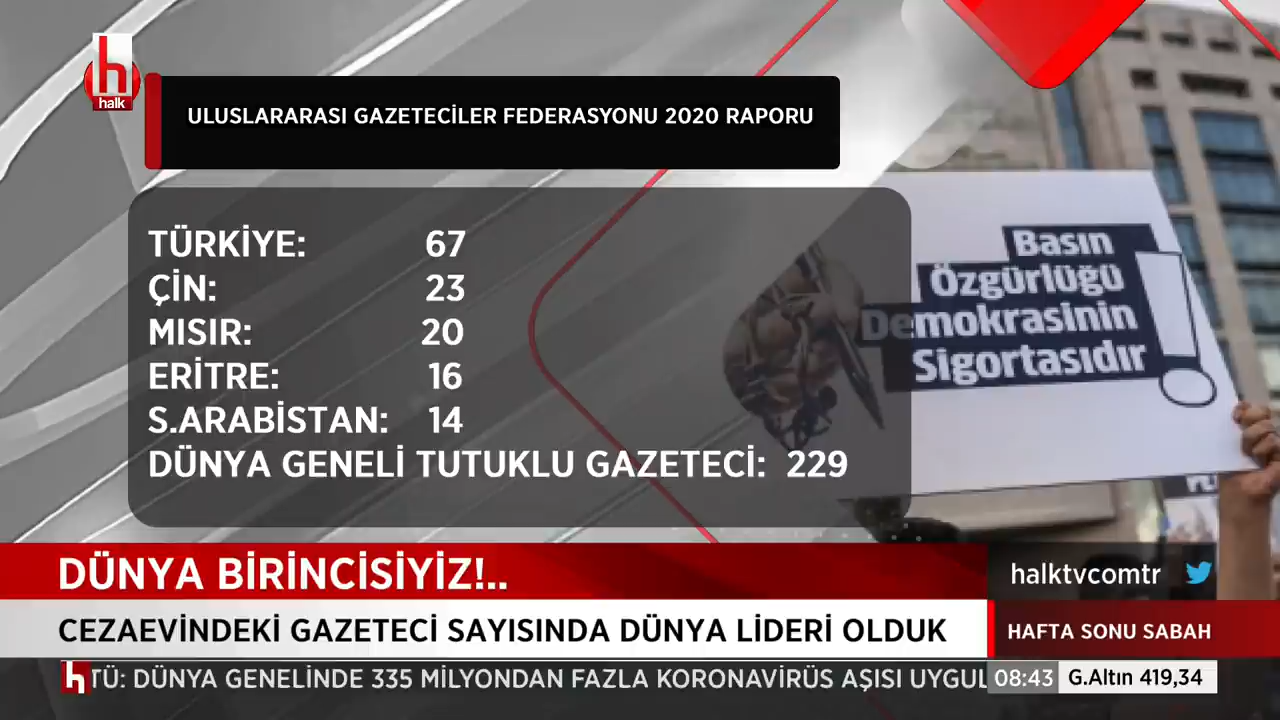 h
halk
ULUSLARARASI GAZETECİLER FEDERASYONU 2020 RAPORU
TÜRKİYE: 67
ÇİN: 23
MISIR: 20
ERİTRE: 16
S.ARABİSTAN: 14
DÜNYA GENELİ TUTUKLU GAZETECİ: 229
Basın
Özgürlüğü
Demokrasinin
Sigortasıdır
!
DÜNYA BİRİNCİSİYİZ!..
halktvcomtr
CEZAEVİNDEKİ GAZETECİ SAYISINDA DÜNYA LİDERİ OLDUK
HAFTA SONU SABAH
h TÜ: DÜNYA GENELİNDE 335 MİLYONDAN FAZLA KORONAVİRÜS AŞISI UYGUL
08:43
G.Altın 419,34